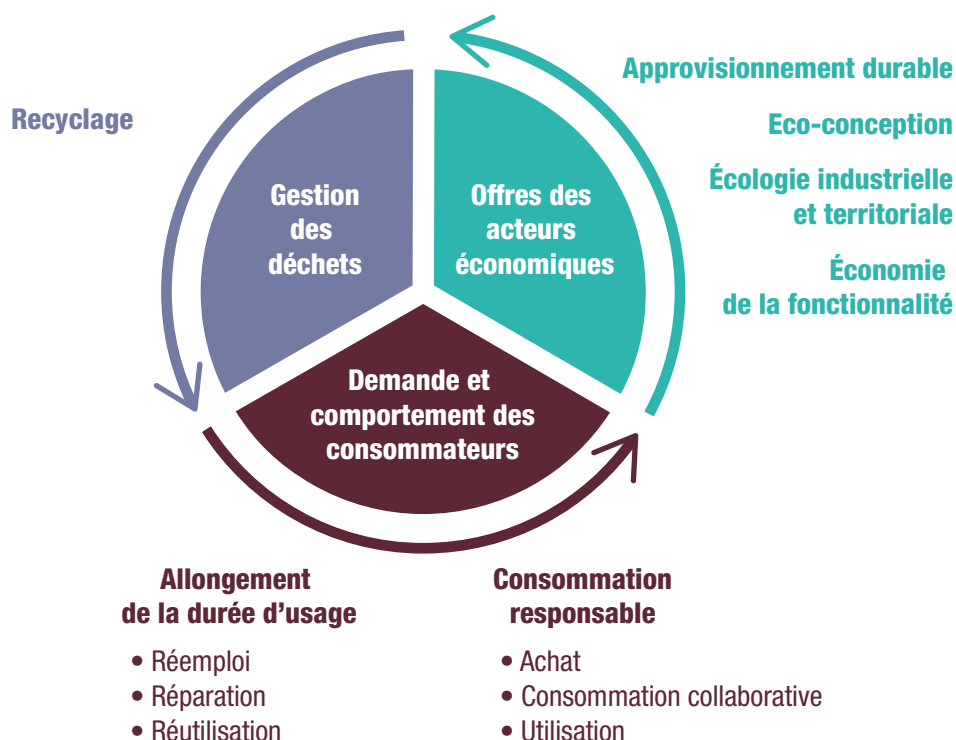 Recyclage
Approvisionnement durable
Eco-conception
Écologie industrielle
et territoriale
Économie
de la fonctionnalité
Gestion
des
déchets
Offres des
acteurs
économiques
Demande et
comportement des
consommateurs
Allongement
de la durée d’usage
• Réemploi
• Réparation
• Réutilisation
Consommation
responsable
• Achat
• Consommation collaborative
• Utilisation